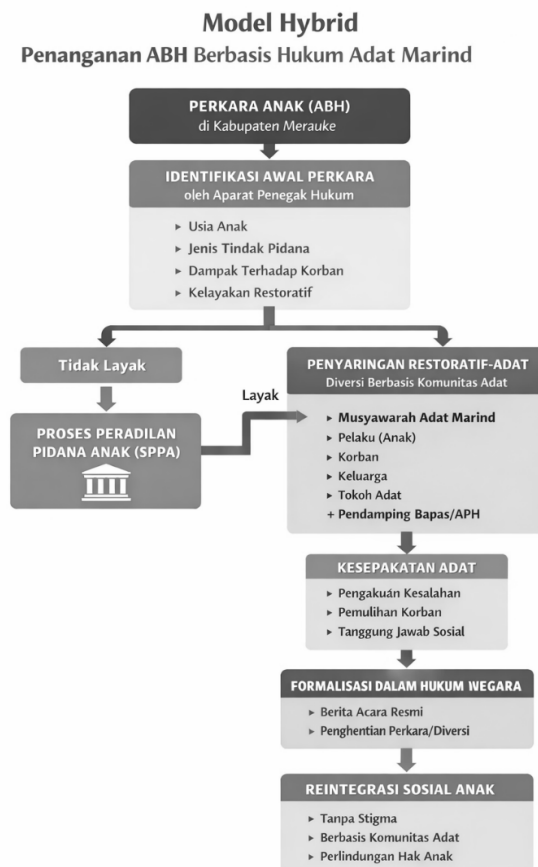 Model Hybrid
Penanganan ABH Berbasis Hukum Adat Marind
PERKARA ANAK (ABH)
di Kabupaten Merauke
IDENTIFIKASI AWAL PERKARA
oleh Aparat Penegak Hukum
▸ Usia Anak
▸ Jenis Tindak Pidana
▸ Dampak Terhadap Korban
▸ Kelayakan Restoratif
Tidak Layak
PROSES PERADILAN
PIDANA ANAK (SPPA)
Layak
PENYARINGAN RESTORATIF-ADAT
Diversi Berbasis Komunitas Adat
▸ Musyawarah Adat Marind
▸ Pelaku (Anak)
▸ Korban
▸ Keluarga
▸ Tokoh Adat
+ Pendamping Bapas/APH
KESEPAKATAN ADAT
▸ Pengakuán Kesalahan
▸ Pemulihan Korban
▸ Tanggung Jawab Sosial
FORMALISASI DALAM HUKUM WEGARA
▸ Berita Acara Resmi
▸ Penghentian Perkara/Diversi
REINTEGRASI SOSIAL ANAK
▸ Tanpa Stigma
▸ Berbasis Komunitas Adat
▸ Perlindungan Hak Anak